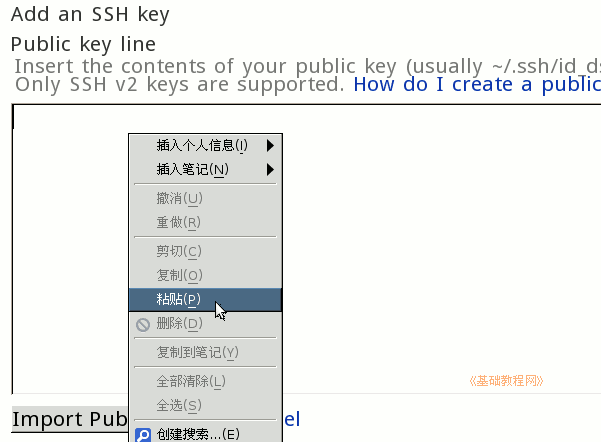 Add an SSH key
Public key line
Insert the contents of your public key (usually ~/.ssh/id_ds
Only SSH v2 keys are supported. How do I create a public
插入个人信息(I)
插入笔记(N)
撤消(U)
重做(R)
剪切(C)
复制(O)
粘贴(P)
删除(D)
复制到笔记(Y)
全部清除(L)
《基础教程网》
全选(S)
Import Pub
el
创建搜索...(E)